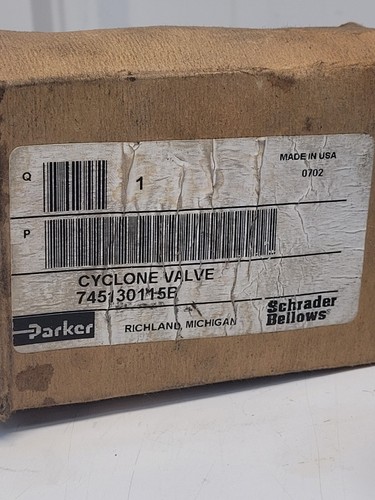 Q 1 MADE IN USA
0702
P
CYCLONE VALVE
745130115B
Parker RICHLAND, MICHIGAN Schrader
Bellows®